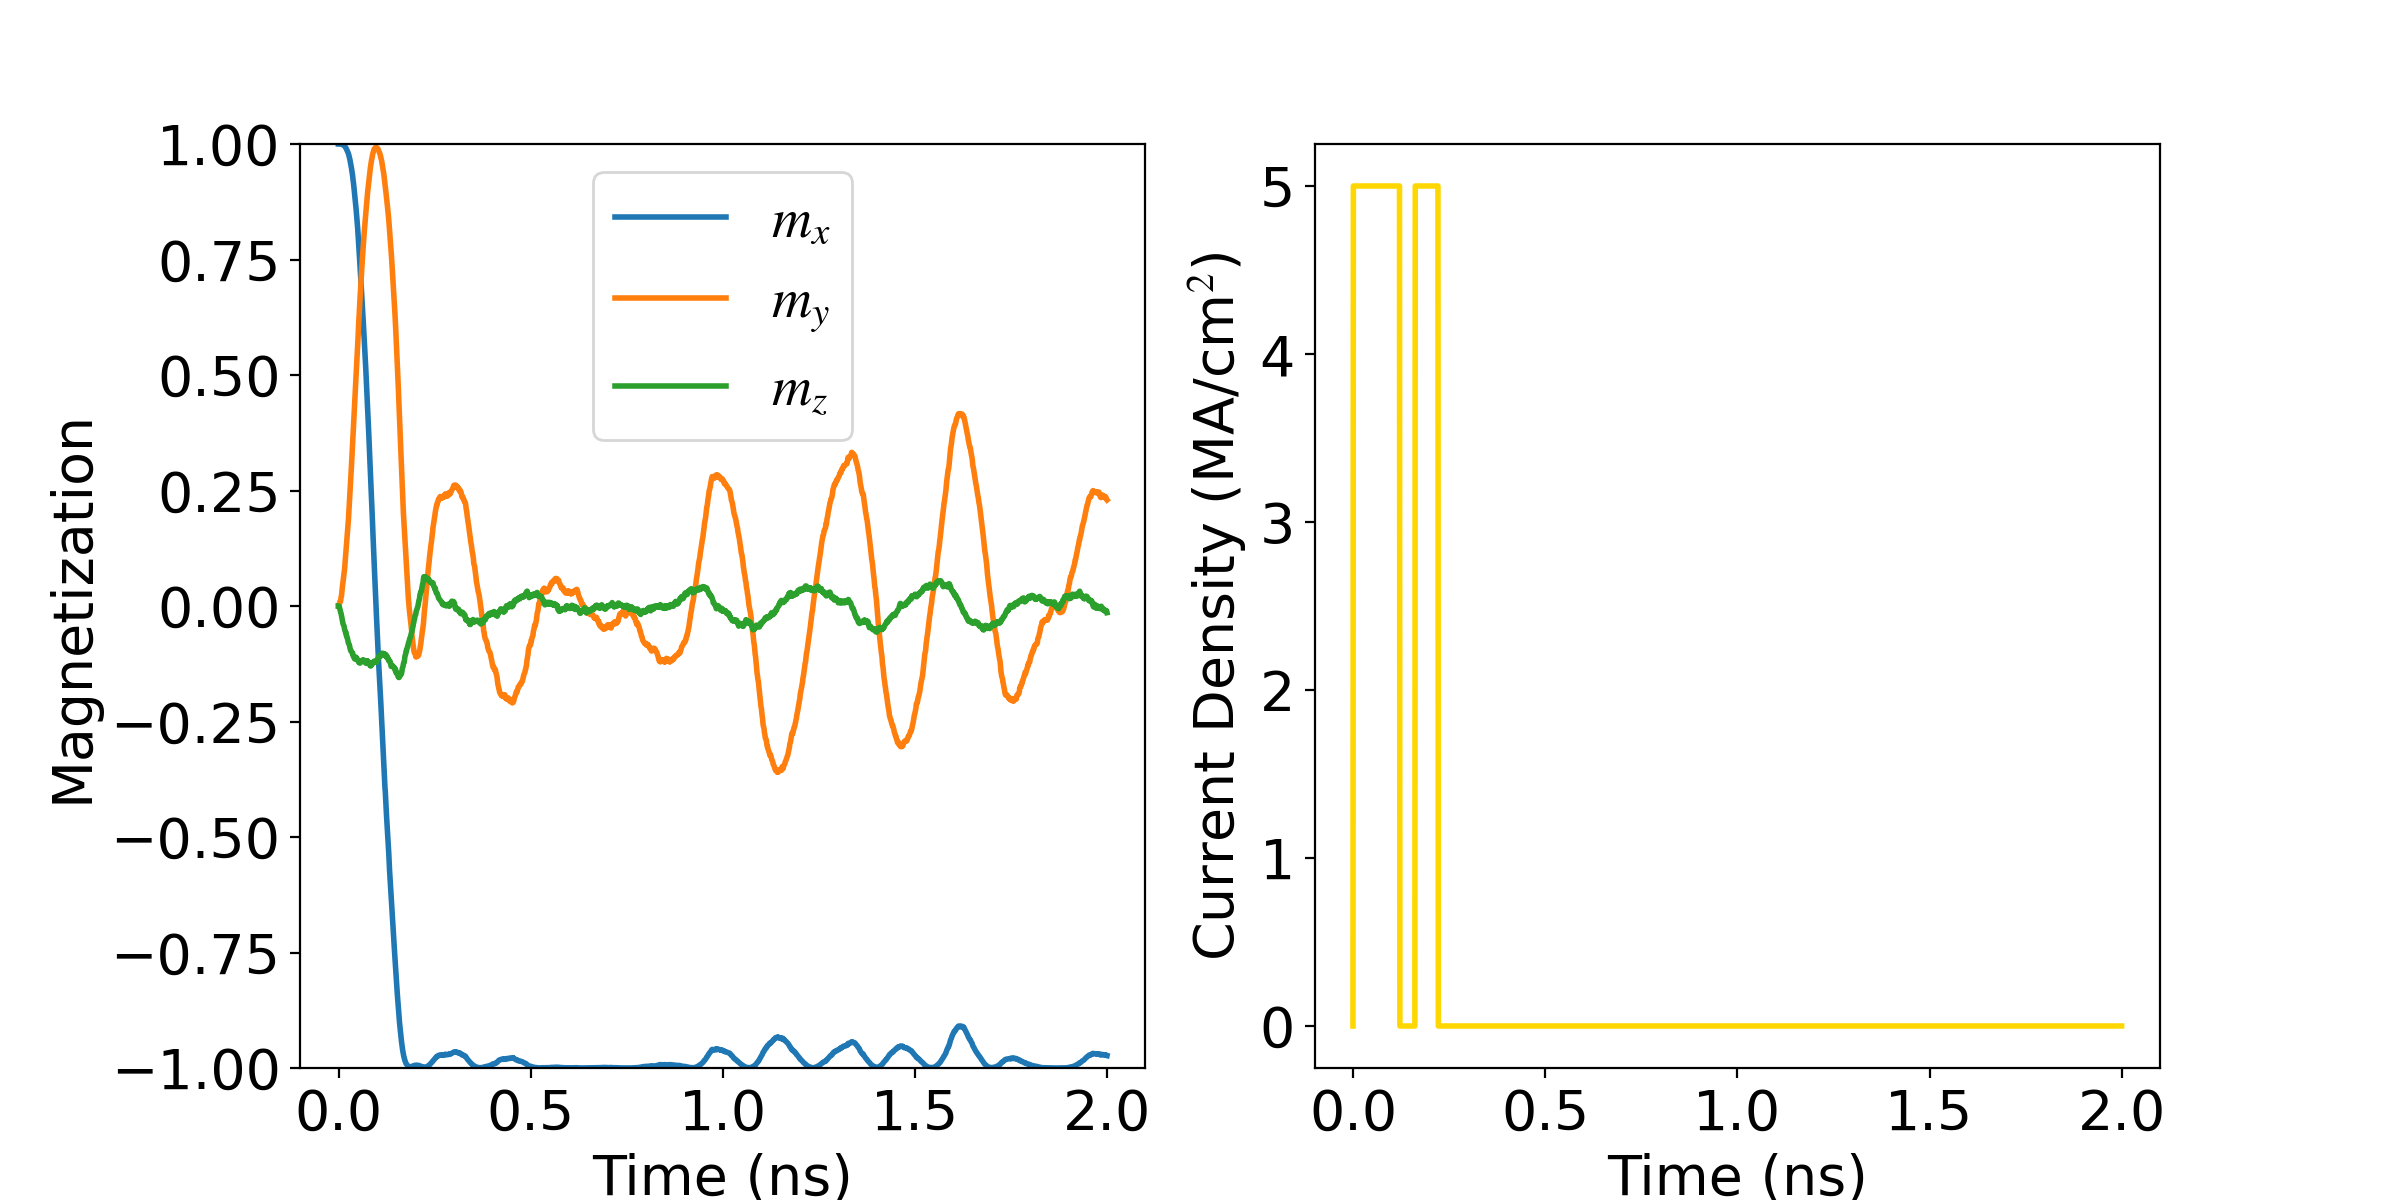 1.00
0.75
0.50
0.25
0.00
−0.25
−0.50
−0.75
−1.00
Magnetization
0.0 0.5 1.0 1.5 2.0
Time (ns)
m_x
m_y
m_z
5
4
3
2
1
0
Current Density (MA/cm²)
0.0 0.5 1.0 1.5 2.0
Time (ns)